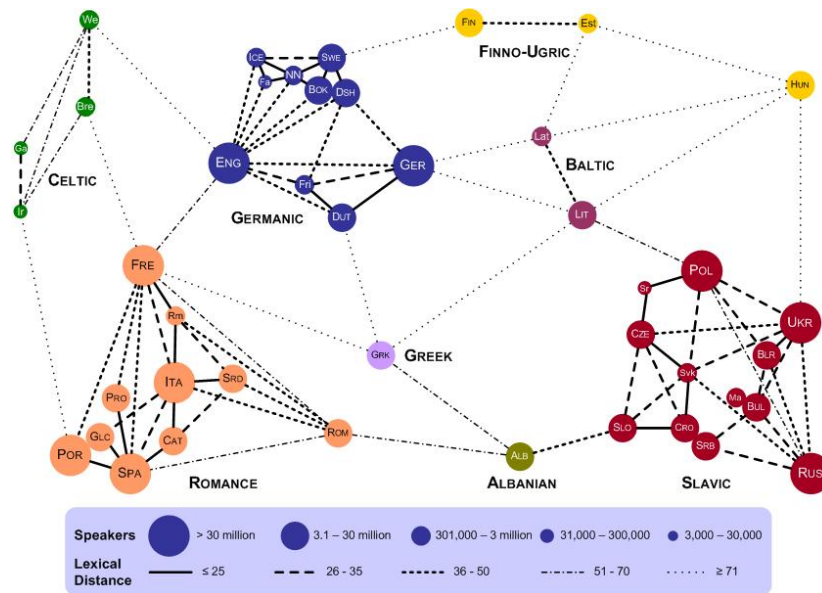 We
Bre
Ga
Ir
CELTIC
ICE
SWE
Fa
NN
BOK
DSH
ENG
GER
Fri
DUT
GERMANIC
FIN
Est
FINNO-UGRIC
HUN
Lat
BALTIC
LIT
FRE
Rm
ITA
SRD
PRO
GLC
CAT
POR
SPA
ROM
ROMANCE
GRK
GREEK
ALB
ALBANIAN
POL
Sr
CZE
UKR
BLR
Svk
Ma
BUL
SLO
CRO
SRB
RUS
SLAVIC
Speakers > 30 million 3.1 – 30 million 301,000 – 3 million 31,000 – 300,000 3,000 – 30,000
Lexical
Distance ≤ 25 26 - 35 36 - 50 51 - 70 ≥ 71